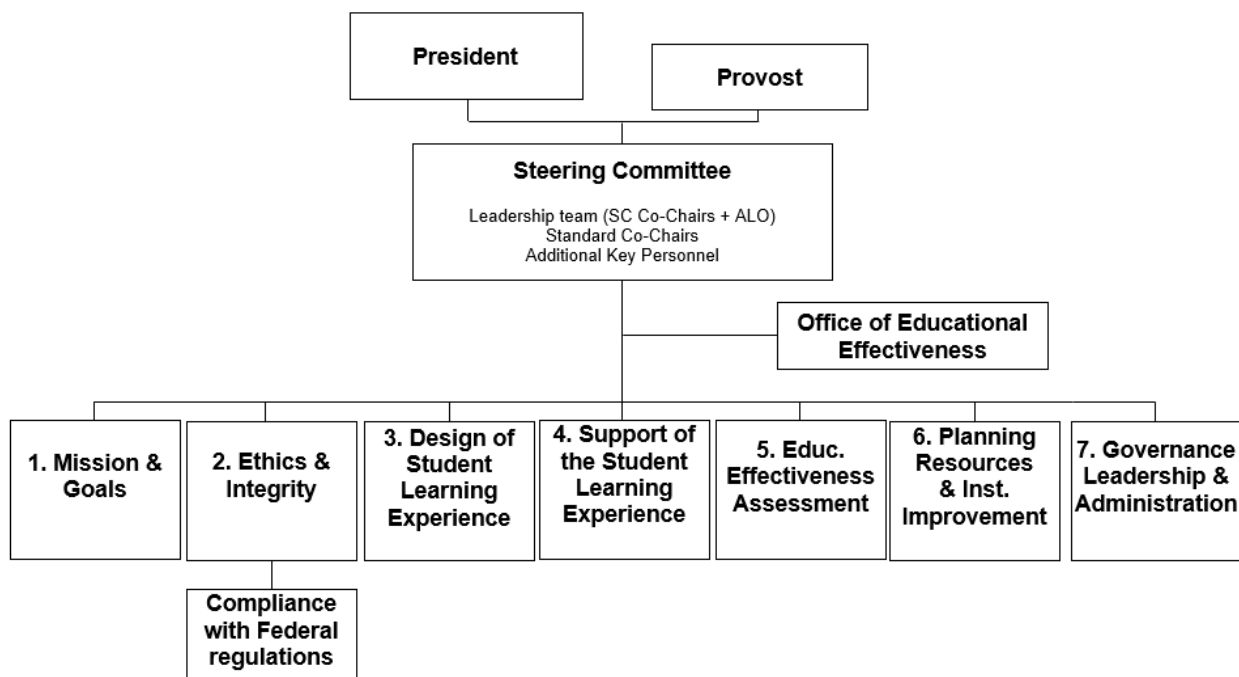 President
Provost
Steering Committee
Leadership team (SC Co-Chairs + ALO)
Standard Co-Chairs
Additional Key Personnel
Office of Educational
Effectiveness
1. Mission &
Goals
2. Ethics &
Integrity
3. Design of
Student
Learning
Experience
4. Support of
the Student
Learning
Experience
5. Educ.
Effectiveness
Assessment
6. Planning
Resources
& Inst.
Improvement
7. Governance
Leadership &
Administration
Compliance
with Federal
regulations